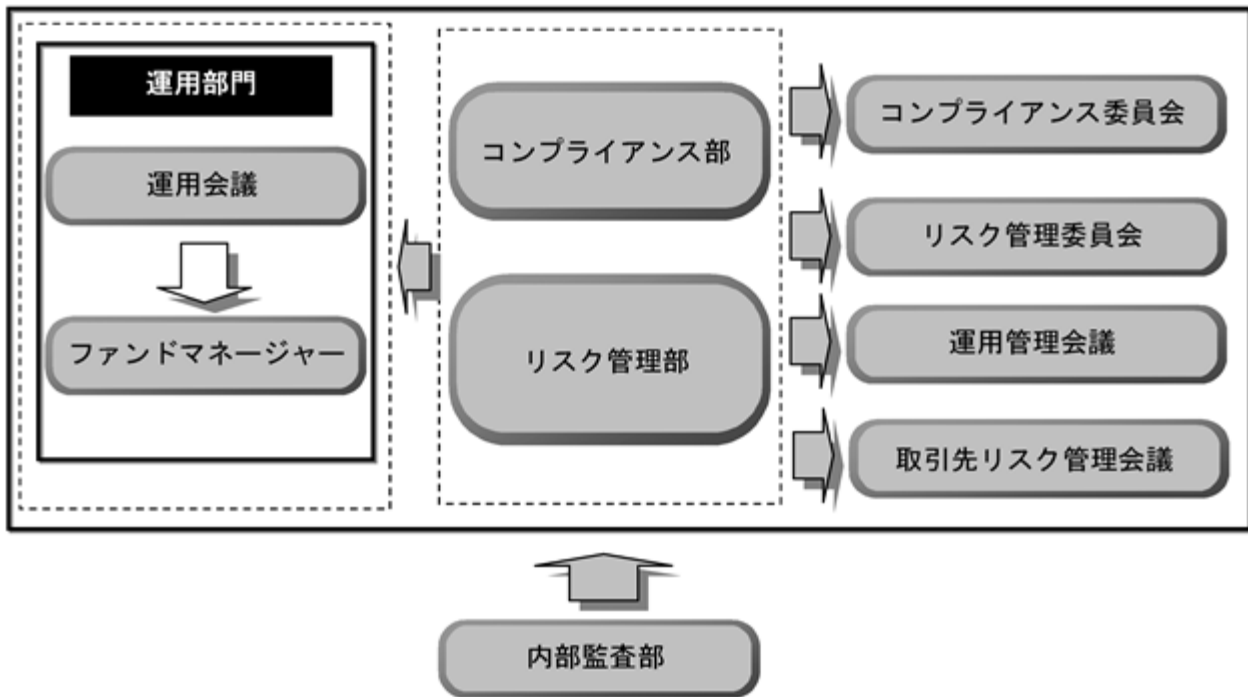 運用部門
運用会議
ファンドマネージャー
コンプライアンス部
リスク管理部
コンプライアンス委員会
リスク管理委員会
運用管理会議
取引先リスク管理会議
内部監査部